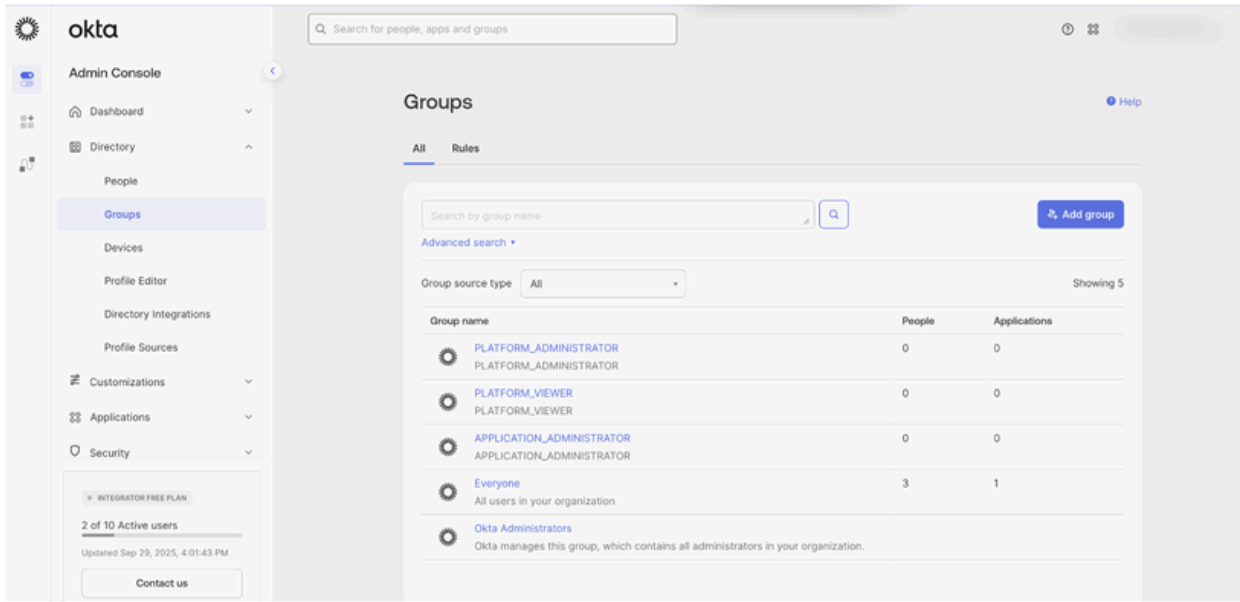 okta
Search for people, apps and groups
Admin Console
Dashboard
Directory
People
Groups
Devices
Profile Editor
Directory Integrations
Profile Sources
Customizations
Applications
Security
INTEGRATOR FREE PLAN
2 of 10 Active users
Updated Sep 29, 2025, 4:01:43 PM
Contact us
Groups
Help
All Rules
Search by group name
Add group
Advanced search
Group source type All Showing 5
Group name People Applications
PLATFORM_ADMINISTRATOR 0 0
PLATFORM_ADMINISTRATOR
PLATFORM_VIEWER 0 0
PLATFORM_VIEWER
APPLICATION_ADMINISTRATOR 0 0
APPLICATION_ADMINISTRATOR
Everyone 3 1
All users in your organization
Okta Administrators
Okta manages this group, which contains all administrators in your organization.